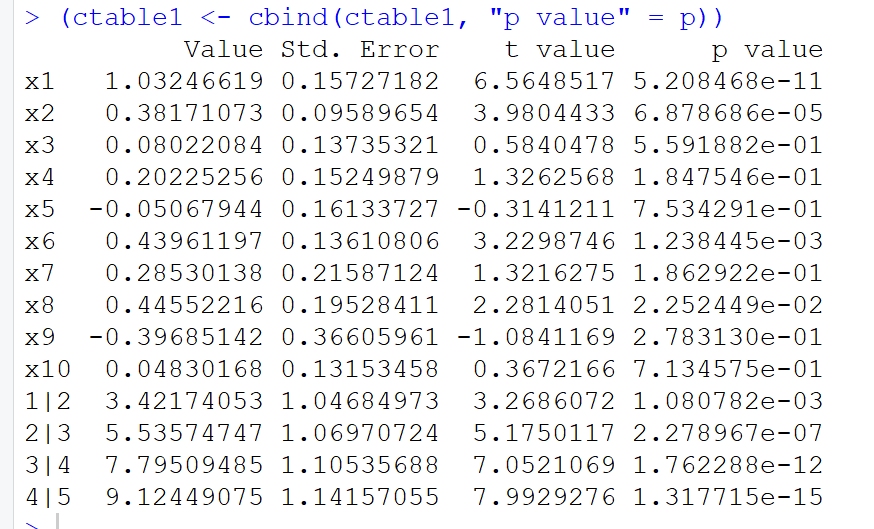 > (ctable1 <- cbind(ctable1, "p value" = p))
Value Std. Error t value p value
x1 1.03246619 0.15727182 6.5648517 5.208468e-11
x2 0.38171073 0.09589654 3.9804433 6.878686e-05
x3 0.08022084 0.13735321 0.5840478 5.591882e-01
x4 0.20225256 0.15249879 1.3262568 1.847546e-01
x5 -0.05067944 0.16133727 -0.3141211 7.534291e-01
x6 0.43961197 0.13610806 3.2298746 1.238445e-03
x7 0.28530138 0.21587124 1.3216275 1.862922e-01
x8 0.44552216 0.19528411 2.2814051 2.252449e-02
x9 -0.39685142 0.36605961 -1.0841169 2.783130e-01
x10 0.04830168 0.13153458 0.3672166 7.134575e-01
1|2 3.42174053 1.04684973 3.2686072 1.080782e-03
2|3 5.53574747 1.06970724 5.1750117 2.278967e-07
3|4 7.79509485 1.10535688 7.0521069 1.762288e-12
4|5 9.12449075 1.14157055 7.9929276 1.317715e-15
>